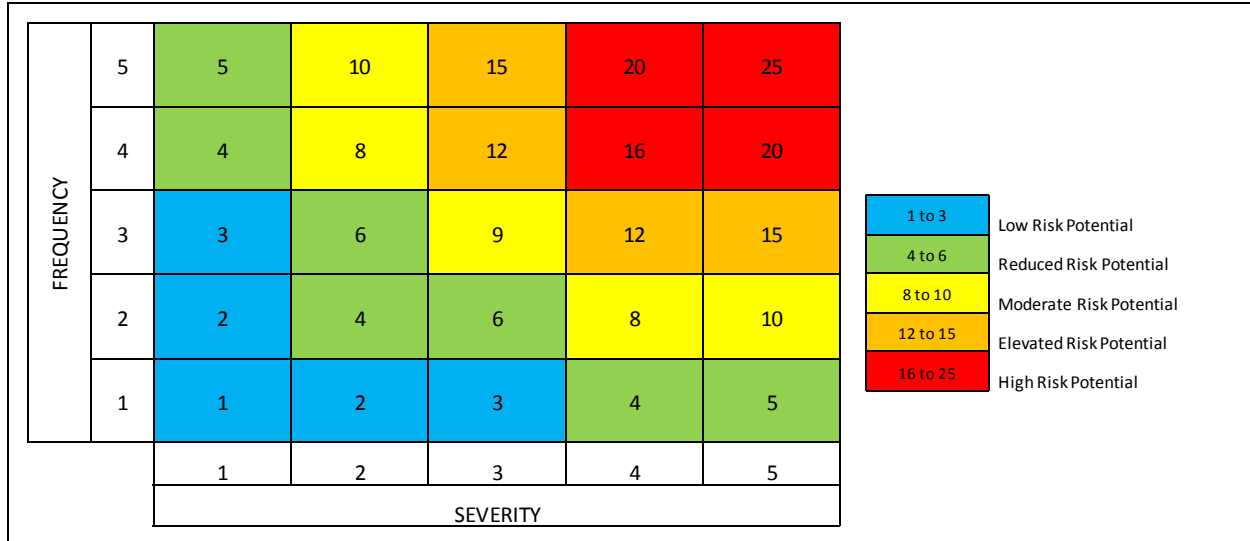 FREQUENCY
5 5 10 15 20 25
4 4 8 12 16 20
3 3 6 9 12 15
2 2 4 6 8 10
1 1 2 3 4 5
1 2 3 4 5
SEVERITY
1 to 3 Low Risk Potential
4 to 6 Reduced Risk Potential
8 to 10 Moderate Risk Potential
12 to 15 Elevated Risk Potential
16 to 25 High Risk Potential